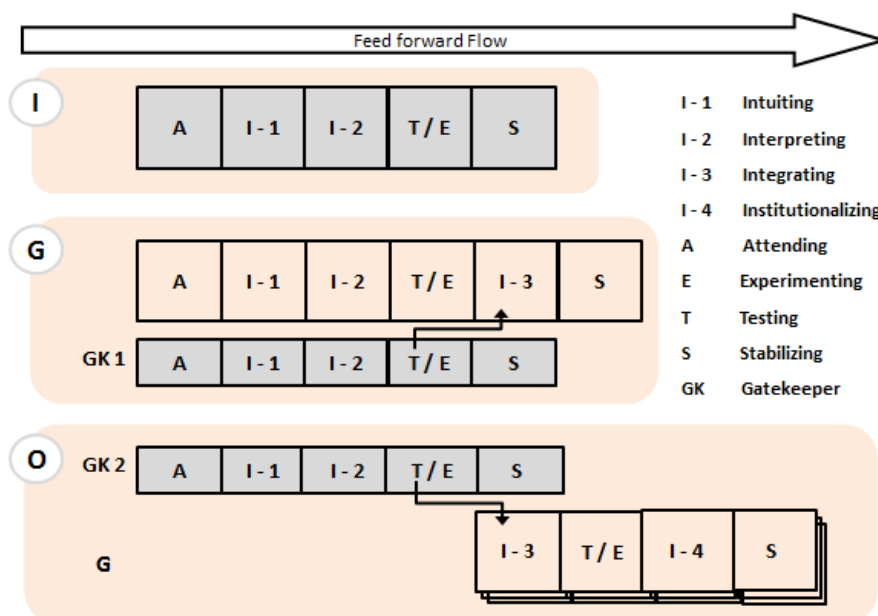 Feed forward Flow
I
A I - 1 I - 2 T / E S
I - 1 Intuiting
I - 2 Interpreting
I - 3 Integrating
I - 4 Institutionalizing
A Attending
E Experimenting
T Testing
S Stabilizing
GK Gatekeeper
G
A I - 1 I - 2 T / E I - 3 S
GK 1 A I - 1 I - 2 T / E S
O
GK 2 A I - 1 I - 2 T / E S
G I - 3 T / E I - 4 S